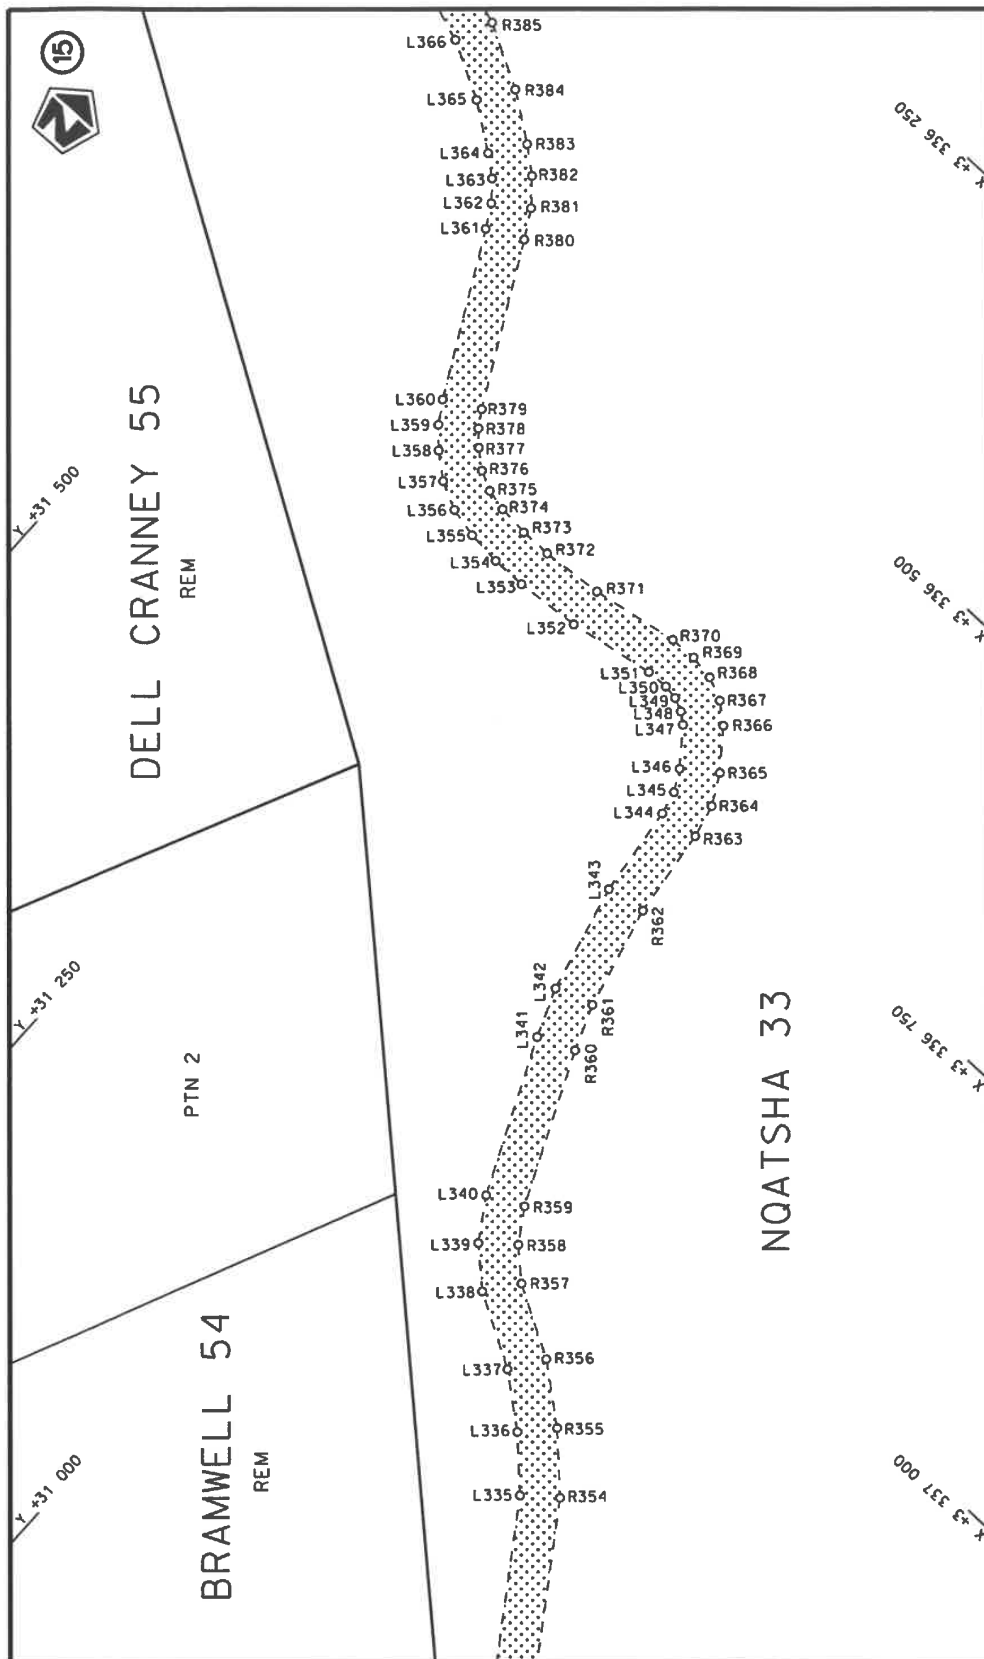 15
L366
R385
L365
R384
L364
R383
L363
R382
L362
R381
L361
R380
X +3 336 250
L360
R379
L359
R378
L358
R377
L357
R376
R375
L356
R374
L355
R373
L354
R372
L353
R371
L352
R370
L351
R369
L350
R368
L349
R367
L348
R366
L347
L346
R365
L345
R364
L344
R363
L343
R362
L342
R361
L341
R360
L340
R359
L339
R358
L338
R357
L337
R356
L336
R355
L335
R354
DELL CRANNEY 55
REM
Y +31 500
X +3 336 500
Y +31 250
PTN 2
X +3 336 750
NQATSHA 33
BRAMWELL 54
REM
Y +31 000
X +3 337 000